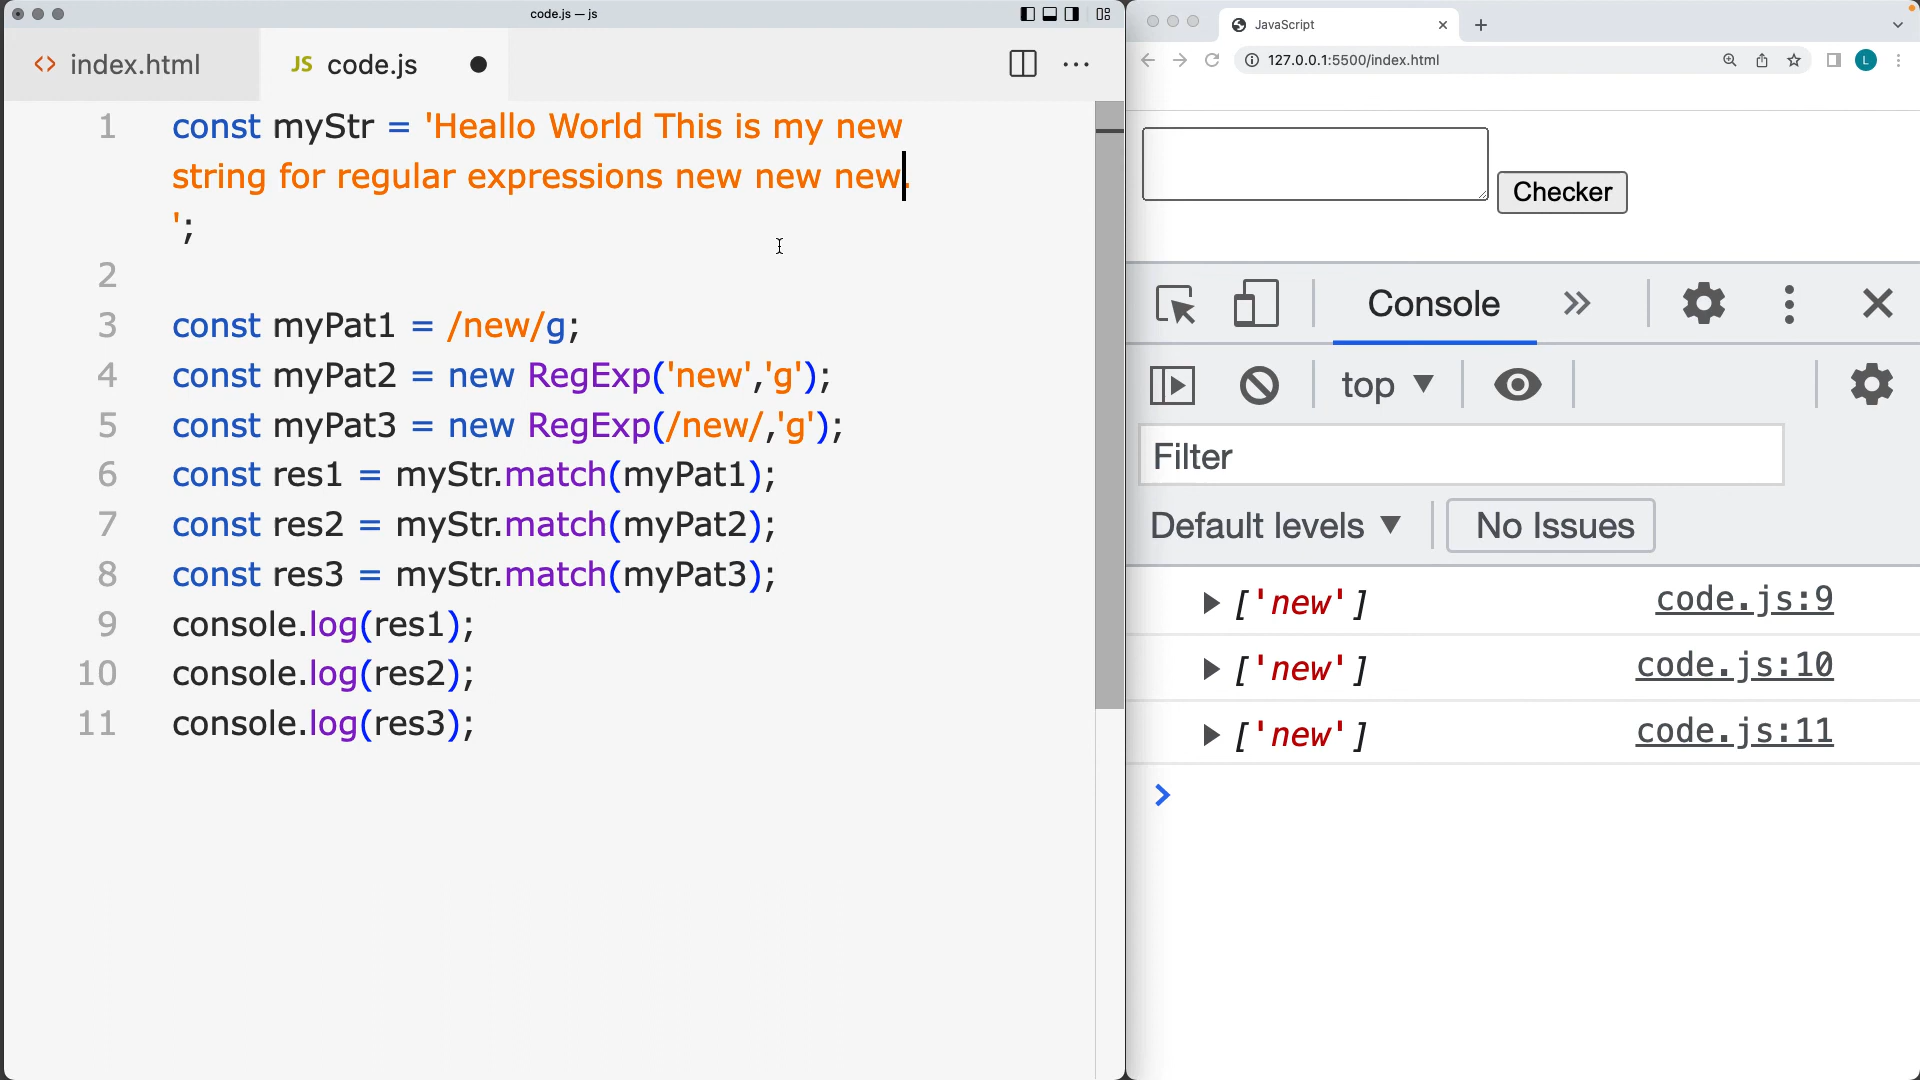 code.js — js
index.html
JS code.js
1 const myStr = 'Heallo World This is my new
string for regular expressions new new new.
';
2
3 const myPat1 = /new/g;
4 const myPat2 = new RegExp('new','g');
5 const myPat3 = new RegExp(/new/,'g');
6 const res1 = myStr.match(myPat1);
7 const res2 = myStr.match(myPat2);
8 const res3 = myStr.match(myPat3);
9 console.log(res1);
10 console.log(res2);
11 console.log(res3);
JavaScript
127.0.0.1:5500/index.html
L
Checker
Console
top
Filter
Default levels
No Issues
['new'] code.js:9
['new'] code.js:10
['new'] code.js:11